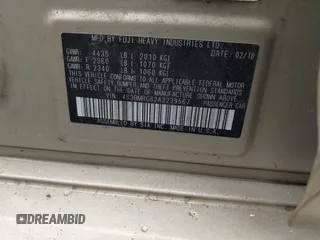 MFD. BY FUJI HEAVY INDUSTRIES LTD. 02/10
GVWR: 4435 LB ( 2010 KG)
GAWR: F 2360 LB ( 1070 KG)
GAWR: R 2340 LB ( 1060 KG)
THIS VEHICLE CONFORMS TO ALL APPLICABLE FEDERAL MOTOR
VEHICLE SAFETY, BUMPER, AND THEFT PREVENTION STANDARDS
IN EFFECT ON THE DATE OF MANUFACTURE SHOWN ABOVE.
4S3BMBG62A3239567 PASSENGER CAR
ASSEMBLED BY SIA INC. MADE IN U.S.A.
DREAMBID